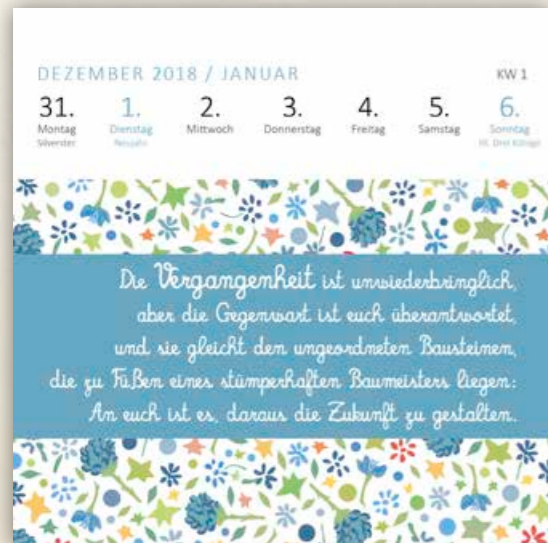 DEZEMBER 2018 / JANUAR KW 1
31. 1. 2. 3. 4. 5. 6.
Montag Dienstag Mittwoch Donnerstag Freitag Samstag Sonntag
Silvester Neujahr Hl. Drei Könige
Die Vergangenheit ist unwiederbringlich,
aber die Gegenwart ist euch überantwortet,
und sie gleicht den ungeordneten Bausteinen,
die zu Füßen eines stümperhaften Baumeisters liegen:
An euch ist es, daraus die Zukunft zu gestalten.